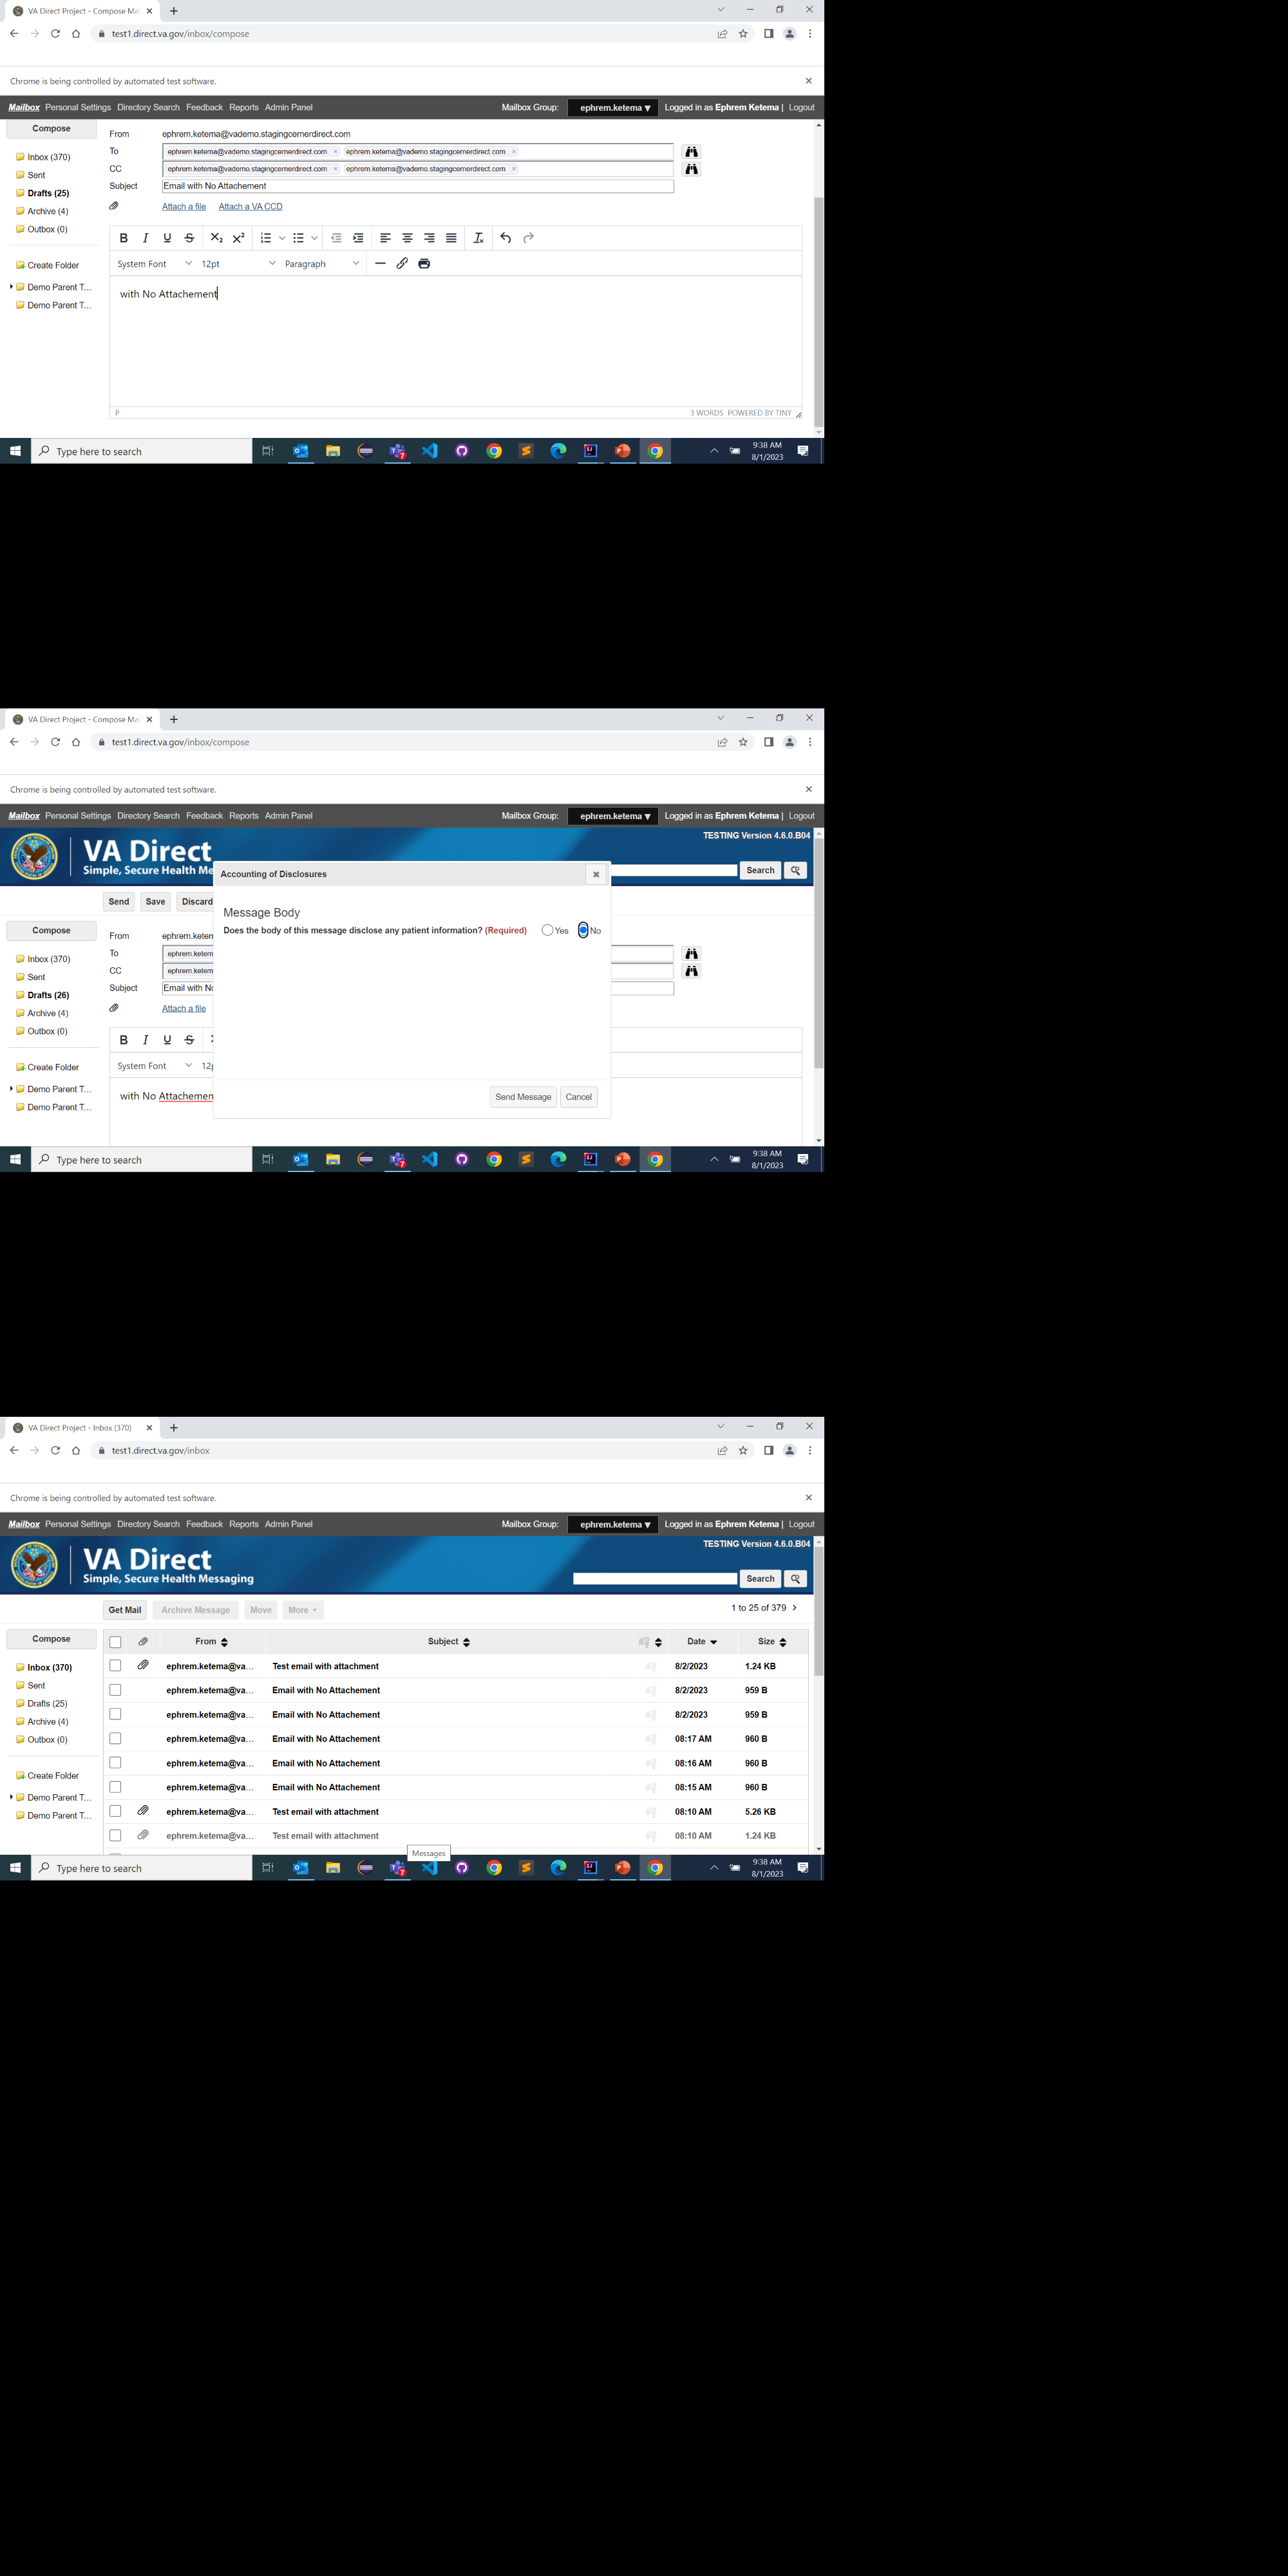 VA Direct Project - Compose Ma
test1.direct.va.gov/inbox/compose
Chrome is being controlled by automated test software.
Mailbox Personal Settings Directory Search Feedback Reports Admin Panel Mailbox Group: ephrem.ketema Logged in as Ephrem Ketema | Logout
Compose
Inbox (370)
Sent
Drafts (25)
Archive (4)
Outbox (0)
Create Folder
Demo Parent T...
Demo Parent T...
From ephrem.ketema@vademo.stagingcernerdirect.com
To ephrem.ketema@vademo.stagingcernerdirect.com × ephrem.ketema@vademo.stagingcernerdirect.com ×
CC ephrem.ketema@vademo.stagingcernerdirect.com × ephrem.ketema@vademo.stagingcernerdirect.com ×
Subject Email with No Attachement
Attach a file Attach a VA CCD
System Font 12pt Paragraph
with No Attachement
P 3 WORDS POWERED BY TINY
Type here to search
9:38 AM
8/1/2023
VA Direct Project - Compose Ma
test1.direct.va.gov/inbox/compose
Chrome is being controlled by automated test software.
Mailbox Personal Settings Directory Search Feedback Reports Admin Panel Mailbox Group: ephrem.ketema Logged in as Ephrem Ketema | Logout
TESTING Version 4.6.0.B04
VA Direct
Simple, Secure Health Me
Search
Send Save Discard
Compose
Inbox (370)
Sent
Drafts (26)
Archive (4)
Outbox (0)
Create Folder
Demo Parent T...
Demo Parent T...
From ephrem.keterr
To ephrem.ketem
CC ephrem.ketem
Subject Email with No
Attach a file
System Font 12p
with No Attachemen
Accounting of Disclosures
Message Body
Does the body of this message disclose any patient information? (Required) Yes No
Send Message Cancel
Type here to search
9:38 AM
8/1/2023
VA Direct Project - Inbox (370)
test1.direct.va.gov/inbox
Chrome is being controlled by automated test software.
Mailbox Personal Settings Directory Search Feedback Reports Admin Panel Mailbox Group: ephrem.ketema Logged in as Ephrem Ketema | Logout
TESTING Version 4.6.0.B04
VA Direct
Simple, Secure Health Messaging
Search
Get Mail Archive Message Move More 1 to 25 of 379
Compose
Inbox (370)
Sent
Drafts (25)
Archive (4)
Outbox (0)
Create Folder
Demo Parent T...
Demo Parent T...
From Subject Date Size
ephrem.ketema@va... Test email with attachment 8/2/2023 1.24 KB
ephrem.ketema@va... Email with No Attachement 8/2/2023 959 B
ephrem.ketema@va... Email with No Attachement 8/2/2023 959 B
ephrem.ketema@va... Email with No Attachement 08:17 AM 960 B
ephrem.ketema@va... Email with No Attachement 08:16 AM 960 B
ephrem.ketema@va... Email with No Attachement 08:15 AM 960 B
ephrem.ketema@va... Test email with attachment 08:10 AM 5.26 KB
ephrem.ketema@va... Test email with attachment 08:10 AM 1.24 KB
Messages
Type here to search
9:38 AM
8/1/2023